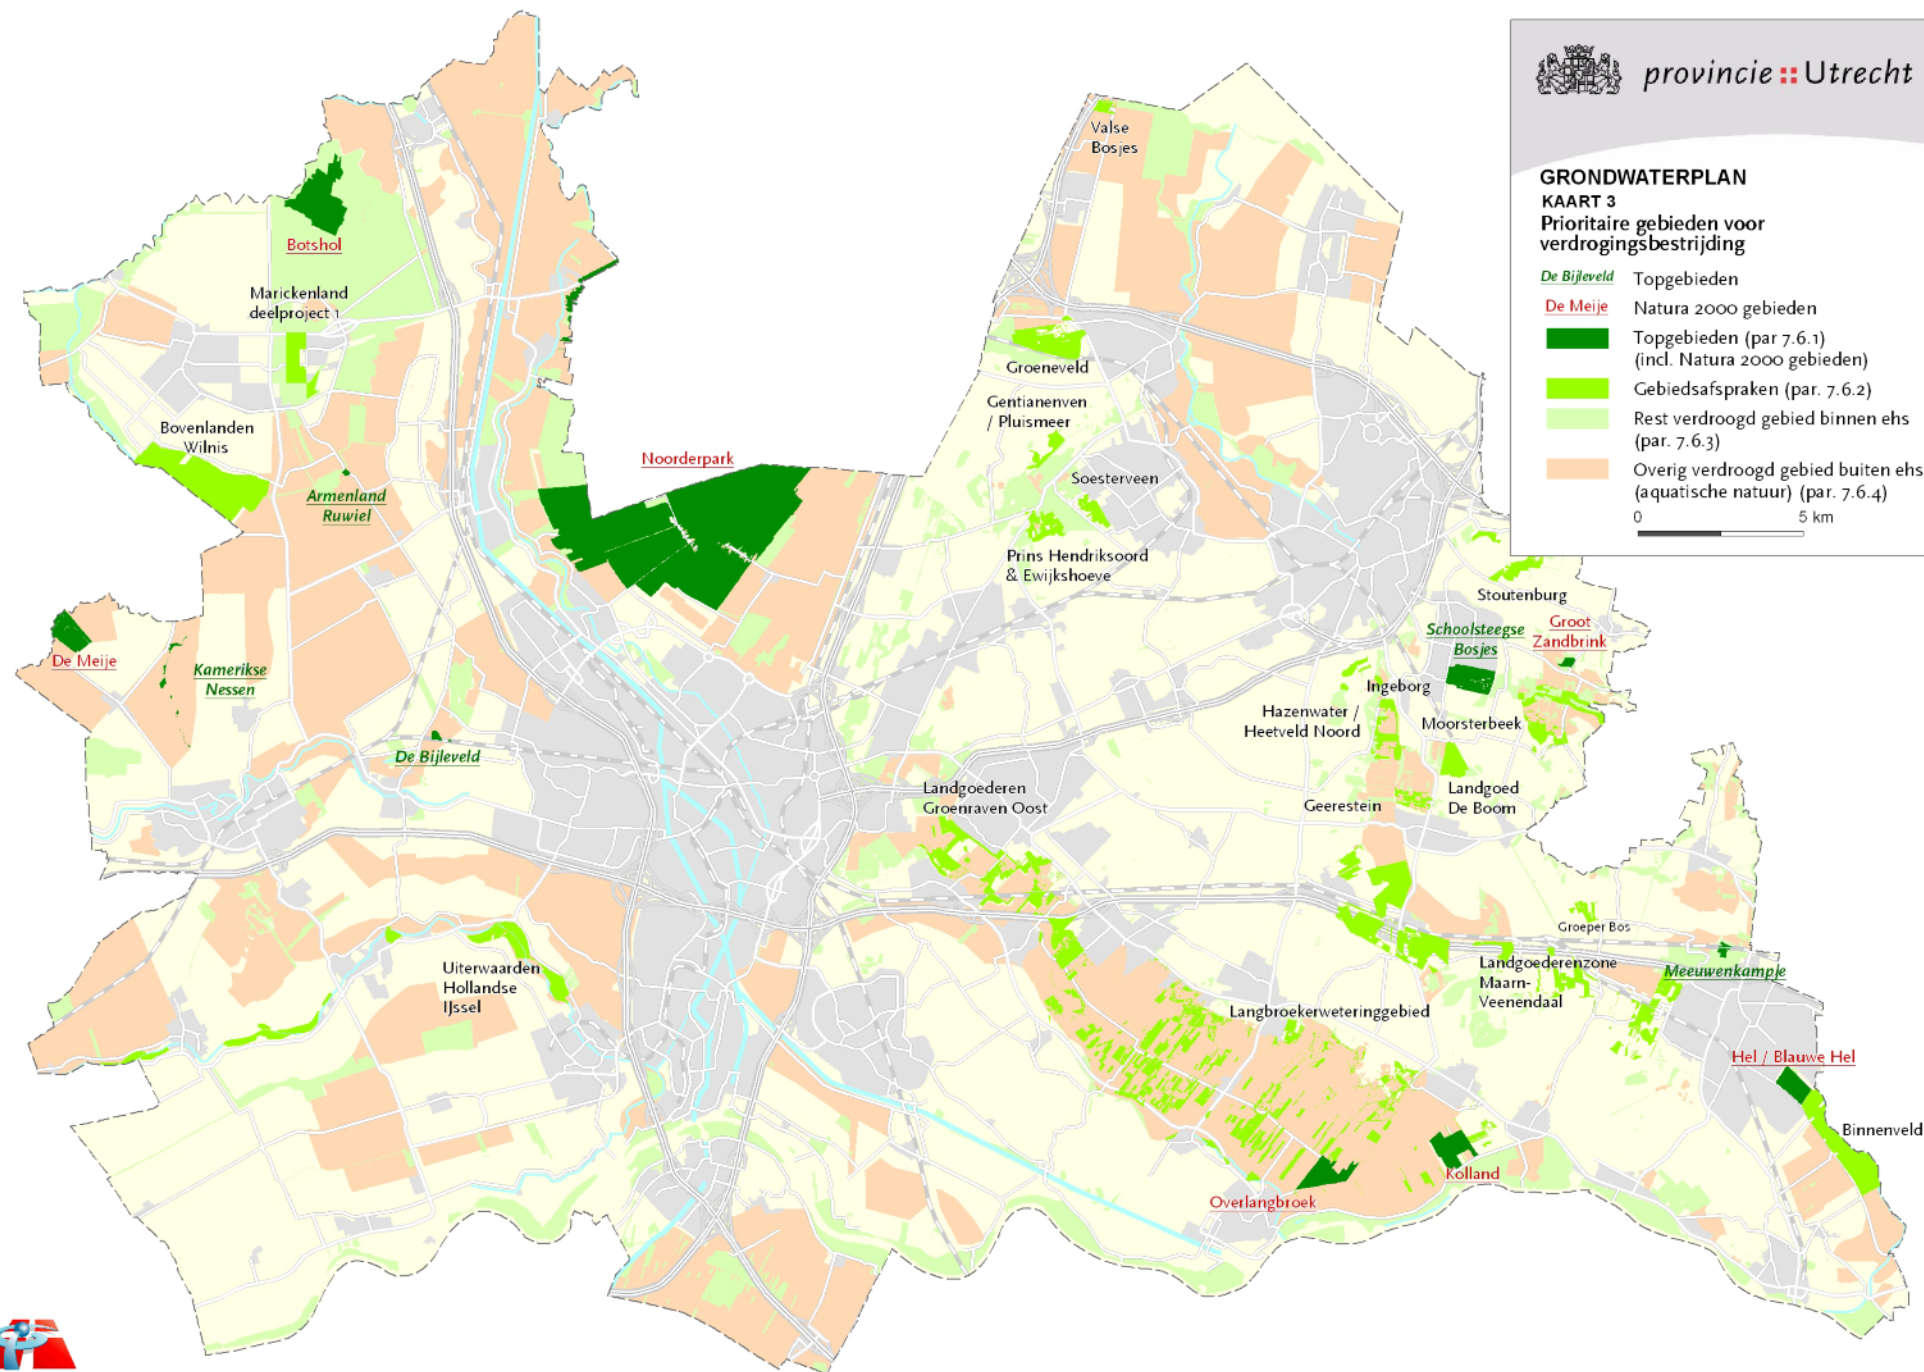 provincie :: Utrecht
GRONDWATERPLAN
KAART 3
Prioritaire gebieden voor
verdrogingsbestrijding
De Bijleveld Topgebieden
De Meije Natura 2000 gebieden
Topgebieden (par 7.6.1)
(incl. Natura 2000 gebieden)
Gebiedsafspraken (par. 7.6.2)
Rest verdroogd gebied binnen ehs
(par. 7.6.3)
Overig verdroogd gebied buiten ehs
(aquatische natuur) (par. 7.6.4)
0 5 km
Valse
Bosjes
Botshol
Marickenland
deelproject 1
Groeneveld
Gentianenven
/ Pluismeer
Bovenlanden
Wilnis
Noorderpark
Soesterveen
Armenland
Ruwiel
Prins Hendriksoord
& Ewijkshoeve
Stoutenburg
Schoolsteegse
Bosjes
Groot
Zandbrink
De Meije
Kamerikse
Nessen
Ingeborg
Hazenwater /
Heetveld Noord
Moorsterbeek
De Bijleveld
Landgoederen
Groenraven Oost
Geerestein
Landgoed
De Boom
Groeper Bos
Uiterwaarden
Hollandse
IJssel
Landgoederenzone
Maarn-
Veenendaal
Meeuwenkampje
Langbroekerweteringgebied
Hel / Blauwe Hel
Binnenveld
Kolland
Overlangbroek